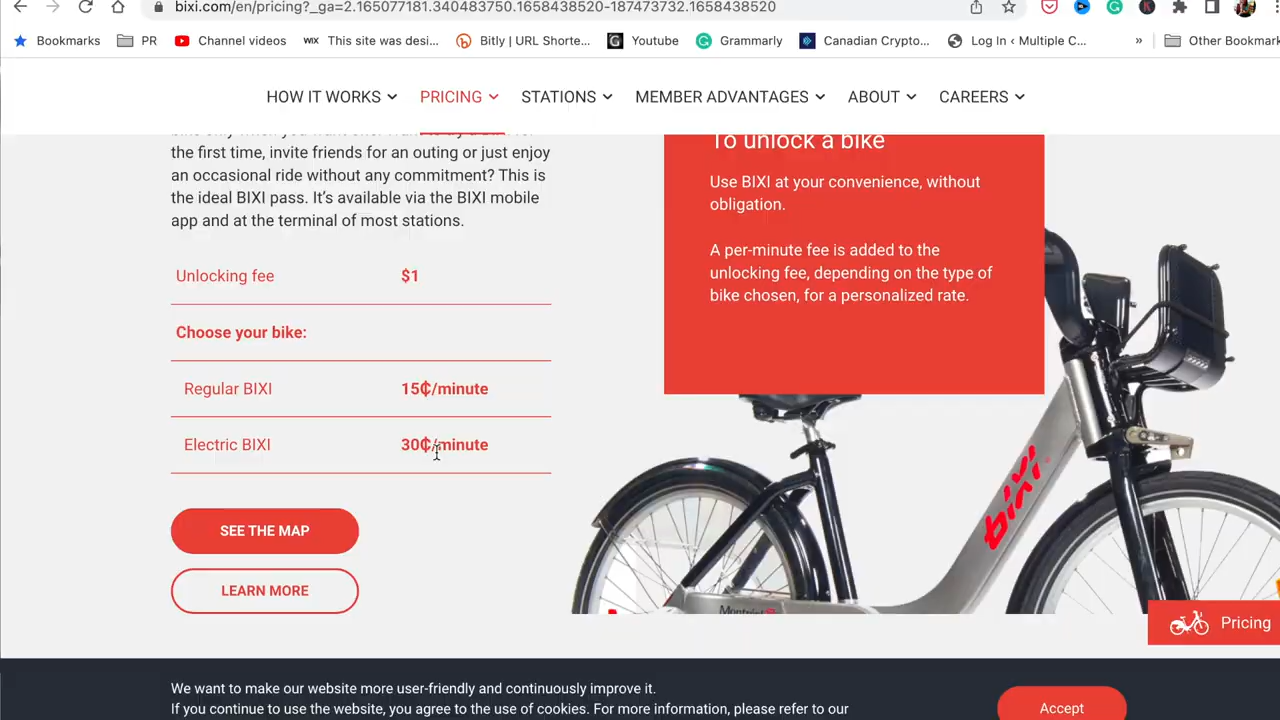 bixi.com/en/pricing?_ga=2.165077181.340483750.1658438520-187473732.1658438520
Bookmarks
PR
Channel videos
WiX
This site was desi...
Bitly | URL Shorte...
Youtube
Grammarly
Canadian Crypto...
Log In ‹ Multiple C...
»
Other Bookmark
HOW IT WORKS
PRICING
STATIONS
MEMBER ADVANTAGES
ABOUT
CAREERS
the first time, invite friends for an outing or just enjoy
an occasional ride without any commitment? This is
the ideal BIXI pass. It's available via the BIXI mobile
app and at the terminal of most stations.
Unlocking fee $1
Choose your bike:
Regular BIXI 15₵/minute
Electric BIXI 30₵/minute
SEE THE MAP
LEARN MORE
To unlock a bike
Use BIXI at your convenience, without
obligation.
A per-minute fee is added to the
unlocking fee, depending on the type of
bike chosen, for a personalized rate.
bixi
Montréal
Pricing
We want to make our website more user-friendly and continuously improve it.
If you continue to use the website, you agree to the use of cookies. For more information, please refer to our
Accept